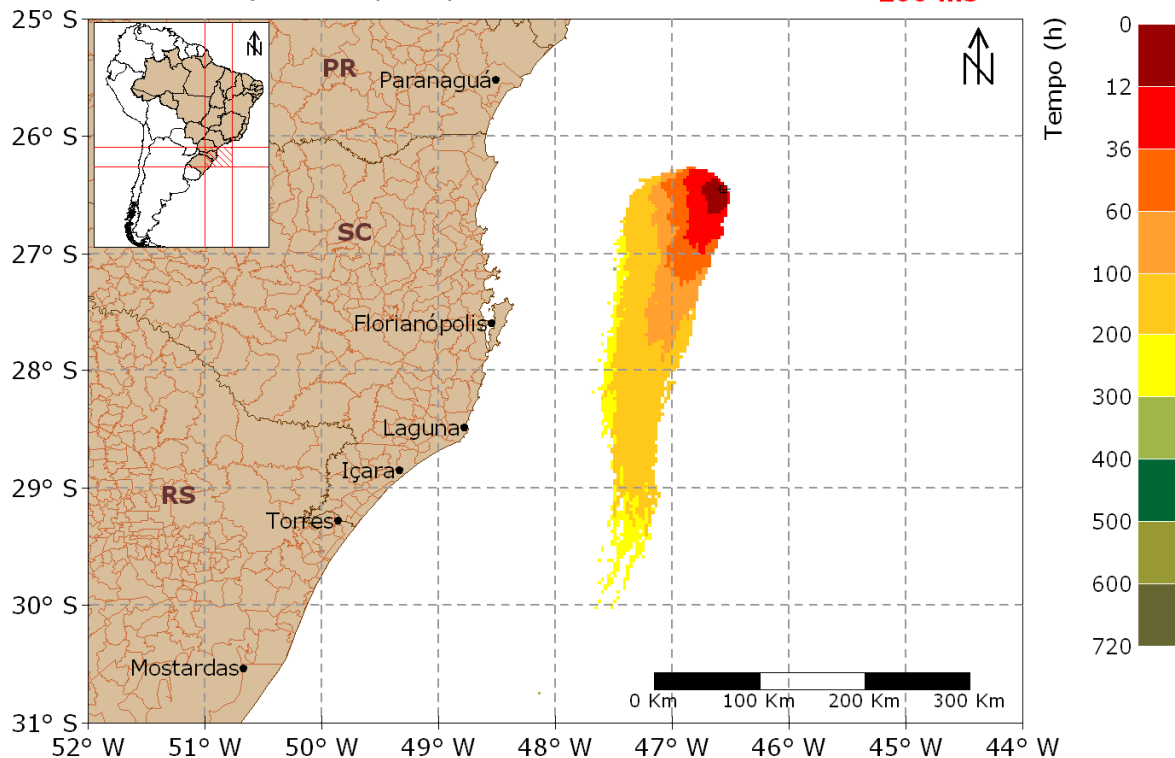 25° S
26° S
27° S
28° S
29° S
30° S
31° S
52° W
51° W
50° W
49° W
48° W
47° W
46° W
45° W
44° W
N
PR
Paranaguá
N
SC
Florianópolis
Laguna
Içara
RS
Torres
Mostardas
0 Km
100 Km
200 Km
300 Km
Tempo (h)
0
12
36
60
100
200
300
400
500
600
720